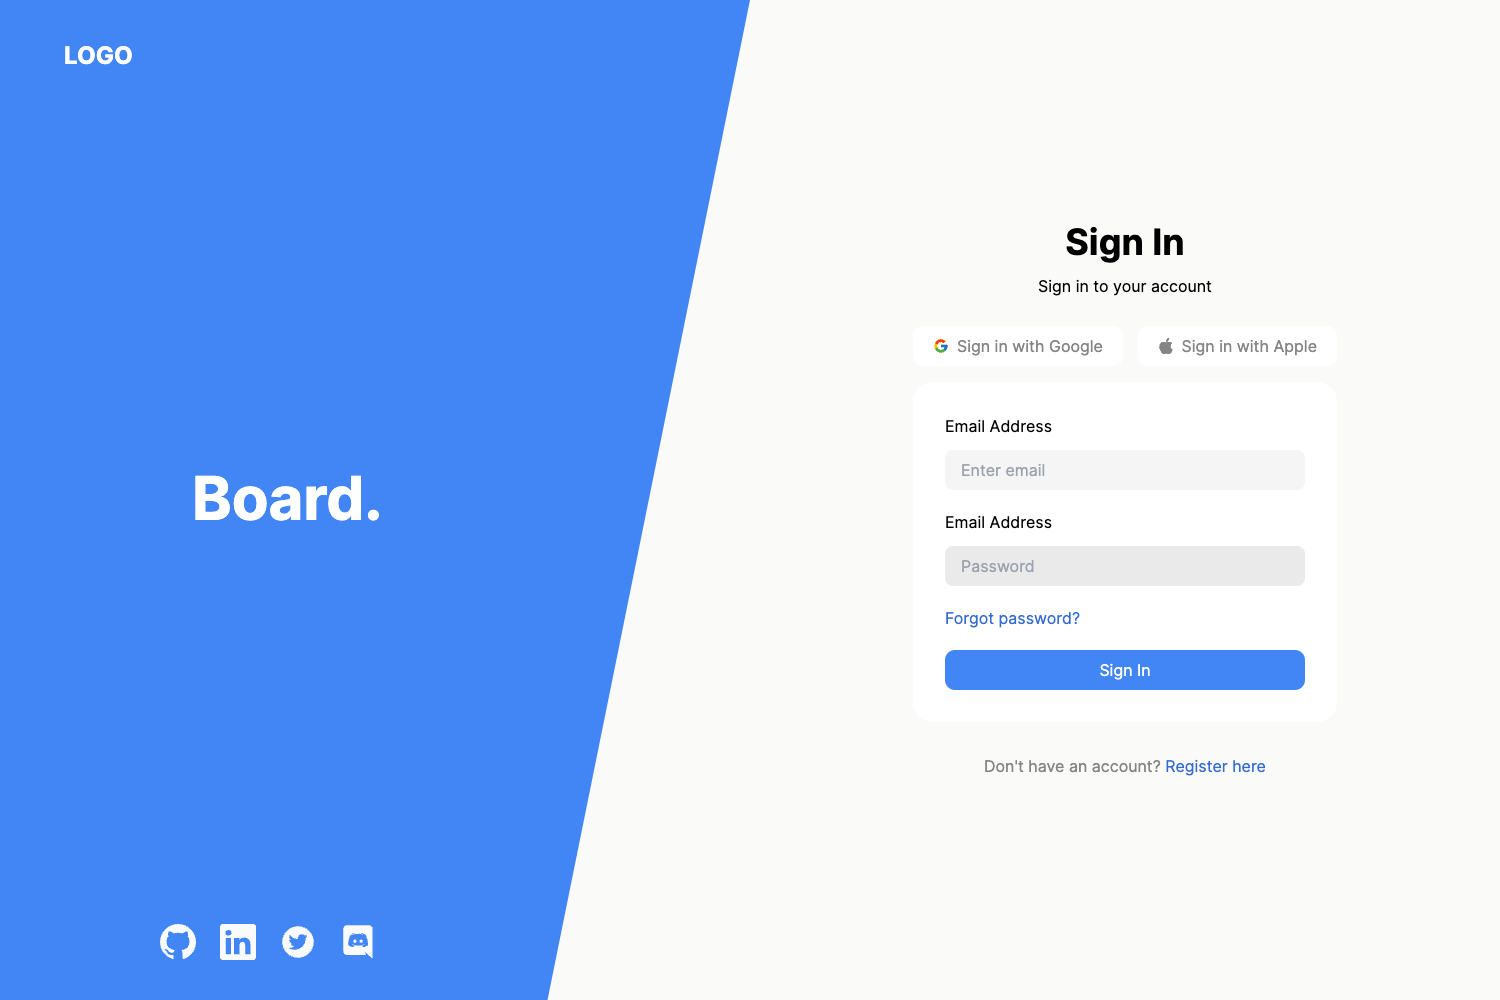 LOGO
Board.
Sign In
Sign in to your account
Sign in with Google
Sign in with Apple
Email Address
Enter email
Email Address
Password
Forgot password?
Sign In
Don't have an account? Register here